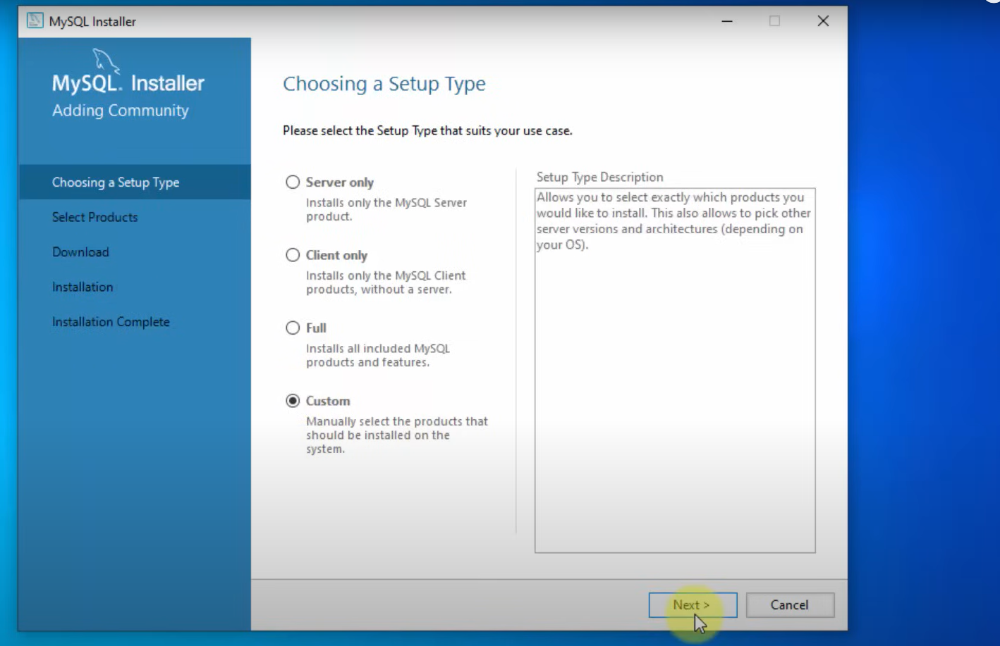 MySQL Installer
MySQL. Installer
Adding Community
Choosing a Setup Type
Select Products
Download
Installation
Installation Complete
Choosing a Setup Type
Please select the Setup Type that suits your use case.
Server only
Installs only the MySQL Server
product.
Client only
Installs only the MySQL Client
products, without a server.
Full
Installs all included MySQL
products and features.
Custom
Manually select the products that
should be installed on the
system.
Setup Type Description
Allows you to select exactly which products you
would like to install. This also allows to pick other
server versions and architectures (depending on
your OS).
Next >
Cancel